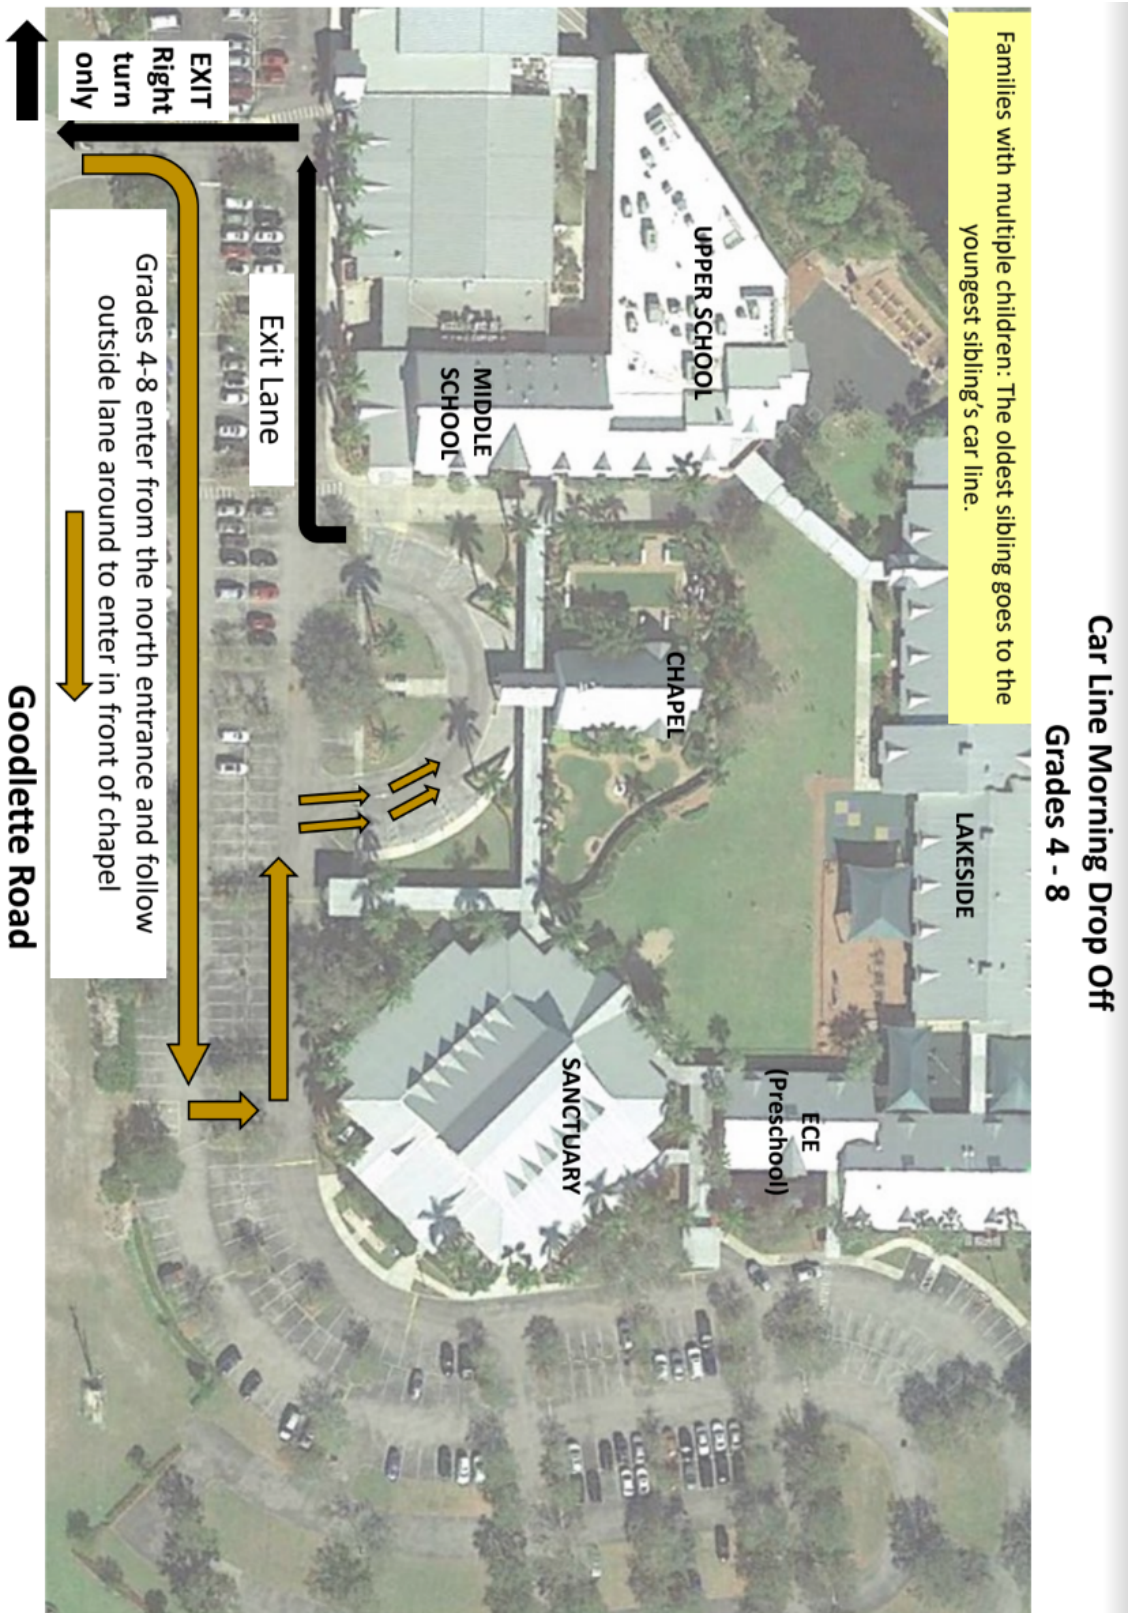 Car Line Morning Drop Off
Grades 4 - 8
Families with multiple children: The oldest sibling goes to the
youngest sibling's car line.
LAKESIDE
UPPER SCHOOL
CHAPEL
ECE
(Preschool)
MIDDLE
SCHOOL
SANCTUARY
EXIT
Right
turn
only
Exit Lane
Grades 4-8 enter from the north entrance and follow
outside lane around to enter in front of chapel
Goodlette Road